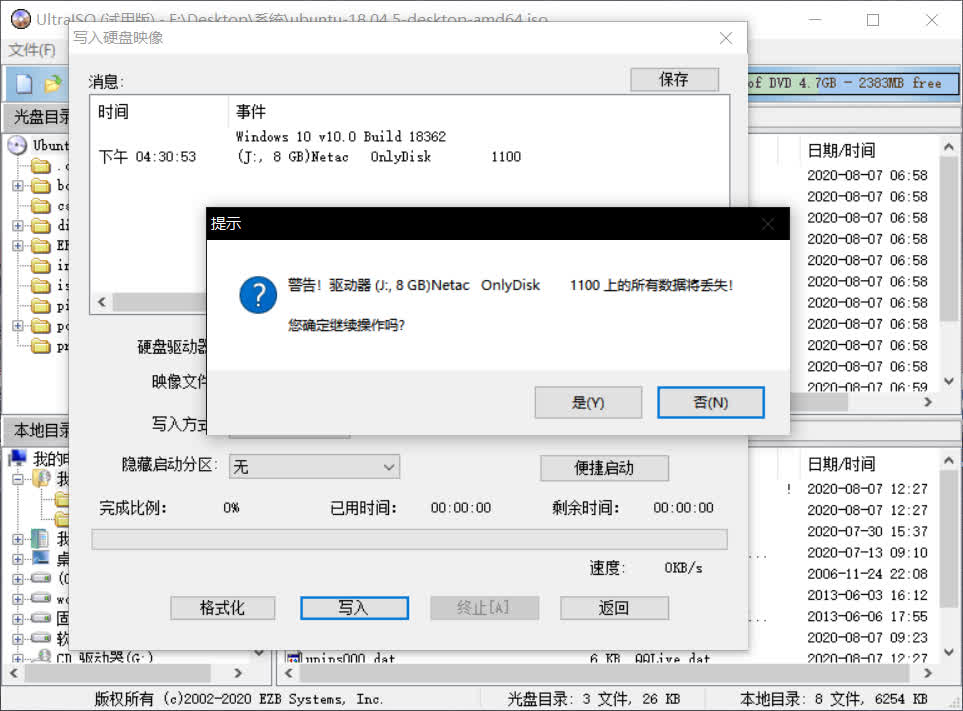 UltraISO (试用版) - F:\Desktop\系统\ubuntu-18.04.5-desktop-amd64.iso
文件(F)
写入硬盘映像
of DVD 4.7GB - 2383MB free
消息:
保存
时间 事件
Windows 10 v10.0 Build 18362
下午 04:30:53 (J:, 8 GB)Netac OnlyDisk 1100
光盘目录
Ubunt
日期/时间
2020-08-07 06:58
2020-08-07 06:58
2020-08-07 06:58
2020-08-07 06:58
2020-08-07 06:58
2020-08-07 06:58
2020-08-07 06:58
2020-08-07 06:58
2020-08-07 06:58
2020-08-07 06:58
2020-08-07 06:59
提示
警告! 驱动器 (J:, 8 GB)Netac OnlyDisk 1100 上的所有数据将丢失!
您确定继续操作吗?
是(Y)
否(N)
硬盘驱动器
映像文件
写入方式
隐藏启动分区: 无
便捷启动
完成比例: 0% 已用时间: 00:00:00 剩余时间: 00:00:00
速度: 0KB/s
格式化
写入
终止[A]
返回
本地目录
我的电
CD 驱动器(G:)
日期/时间
2020-08-07 12:27
2020-08-07 12:27
2020-07-30 15:37
2020-07-13 09:10
2006-11-24 22:08
2013-06-03 16:12
2013-06-06 17:55
2020-08-07 09:23
unins000.dat 6 KB QQLive.dat 2020-08-07 12:27
版权所有 (c)2002-2020 EZB Systems, Inc.
光盘目录: 3 文件, 26 KB
本地目录: 8 文件, 6254 KB